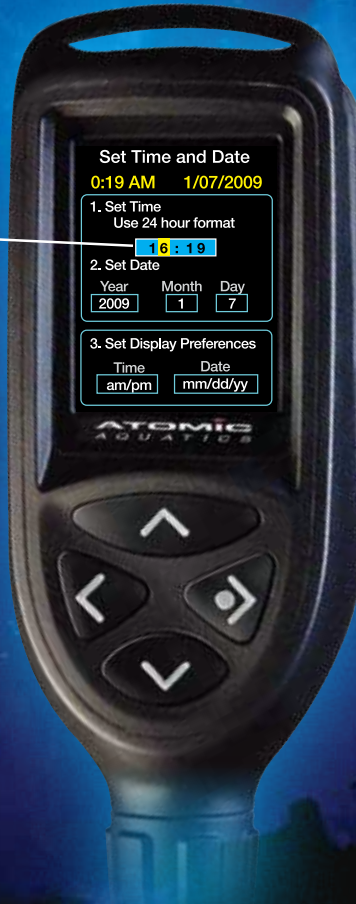 Set Time and Date
0:19 AM 1/07/2009
1. Set Time
Use 24 hour format
16:19
2. Set Date
Year Month Day
2009 1 7
3. Set Display Preferences
Time Date
am/pm mm/dd/yy
ATOMIC
AQUATICS